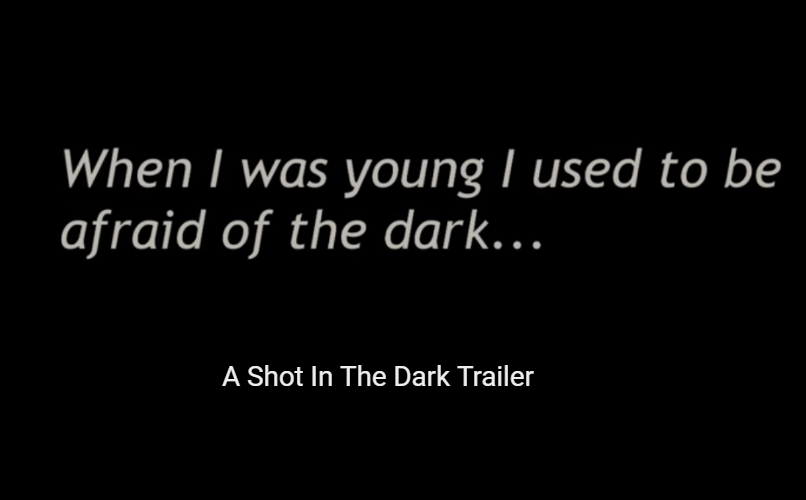 When I was young I used to be
afraid of the dark...
A Shot In The Dark Trailer